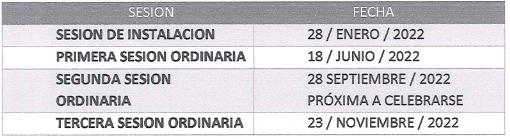 SESION FECHA
SESION DE INSTALACION 28 / ENERO / 2022
PRIMERA SESION ORDINARIA 18 / JUNIO / 2022
SEGUNDA SESION 28 SEPTIEMBRE / 2022
ORDINARIA PRÓXIMA A CELEBRARSE
TERCERA SESION ORDINARIA 23 / NOVIEMBRE / 2022